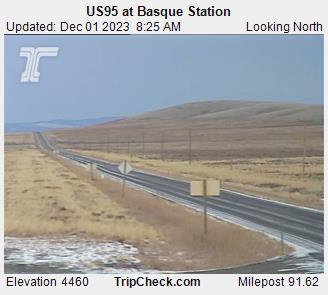 US95 at Basque Station
Updated: Dec 01 2023 8:25 AM Looking North
Elevation 4460 TripCheck.com Milepost 91.62